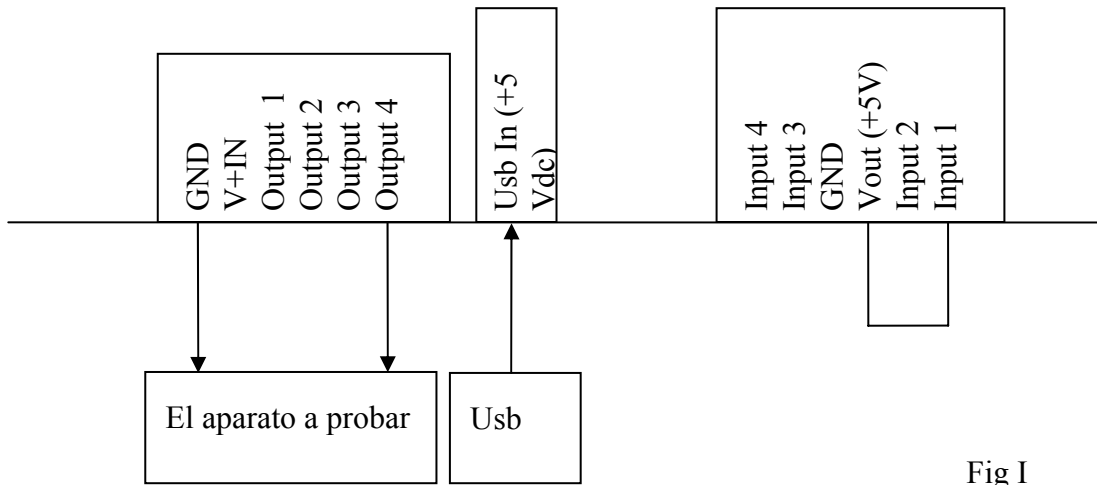 GND
V+IN
Output 1
Output 2
Output 3
Output 4
Usb In (+5
Vdc)
Input 4
Input 3
GND
Vout (+5V)
Input 2
Input 1
El aparato a probar
Usb
Fig I